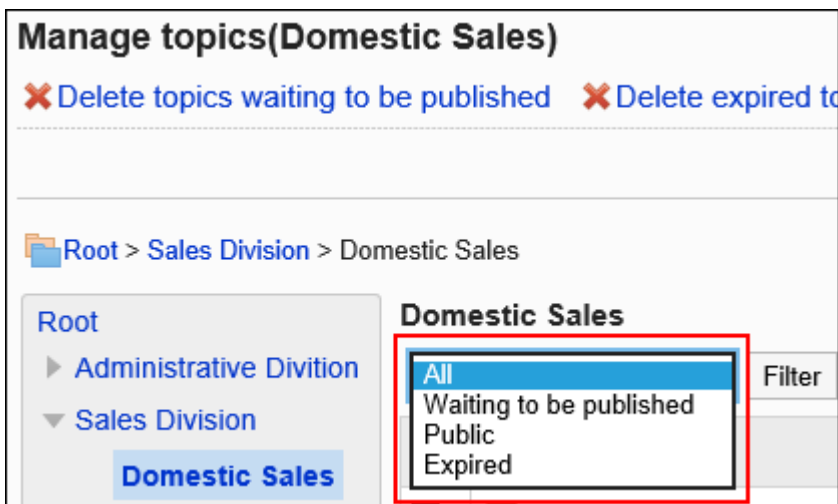 Manage topics(Domestic Sales)
Delete topics waiting to be published Delete expired to
Root > Sales Division > Domestic Sales
Root
Administrative Divition
Sales Division
Domestic Sales
Domestic Sales
All
Waiting to be published
Public
Expired
Filter